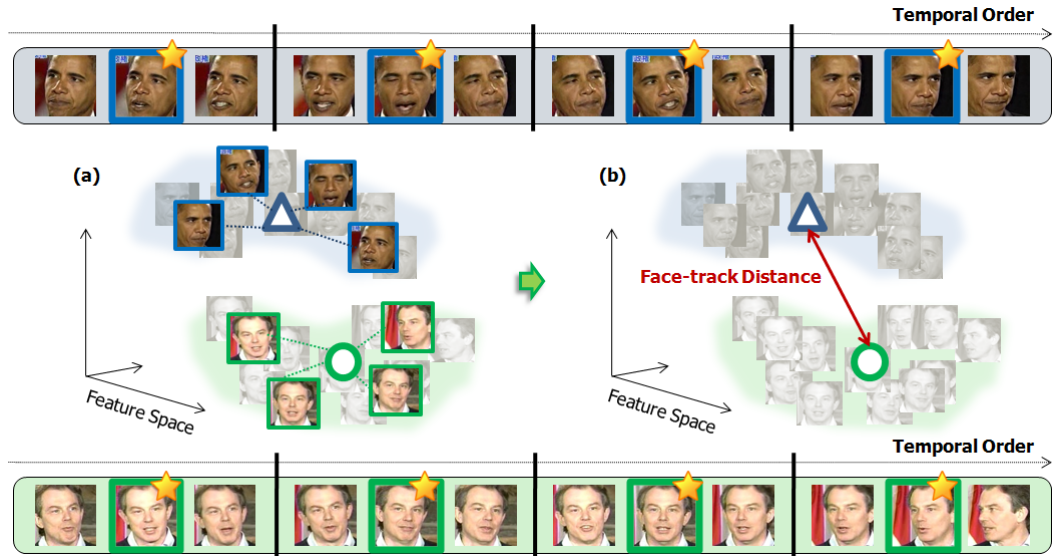 Temporal Order
(a)
(b)
Face-track Distance
Feature Space
Feature Space
Temporal Order